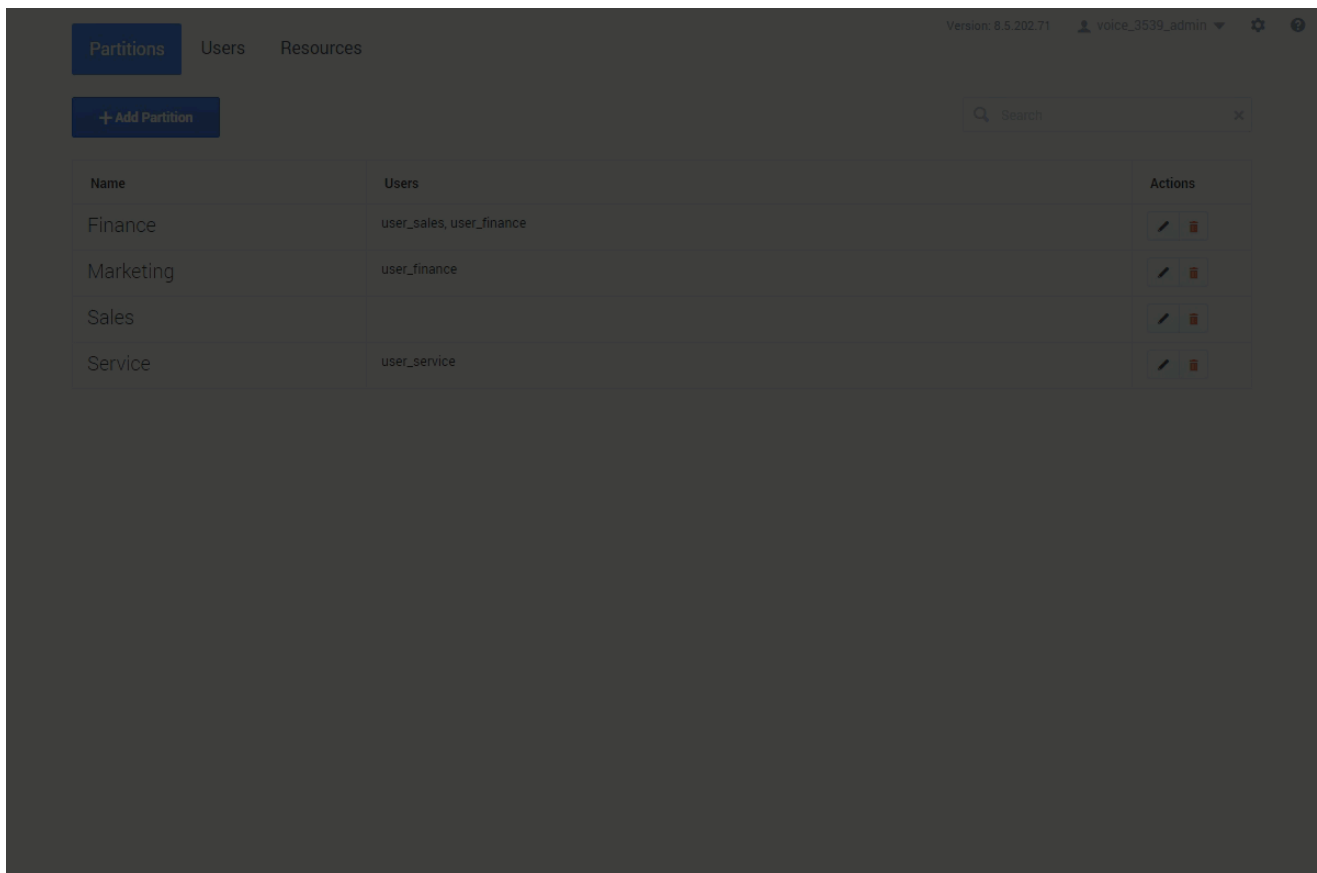 Version: 8.5.202.71 voice_3539_admin
Partitions Users Resources
+ Add Partition Search
Name Users Actions
Finance user_sales, user_finance
Marketing user_finance
Sales
Service user_service